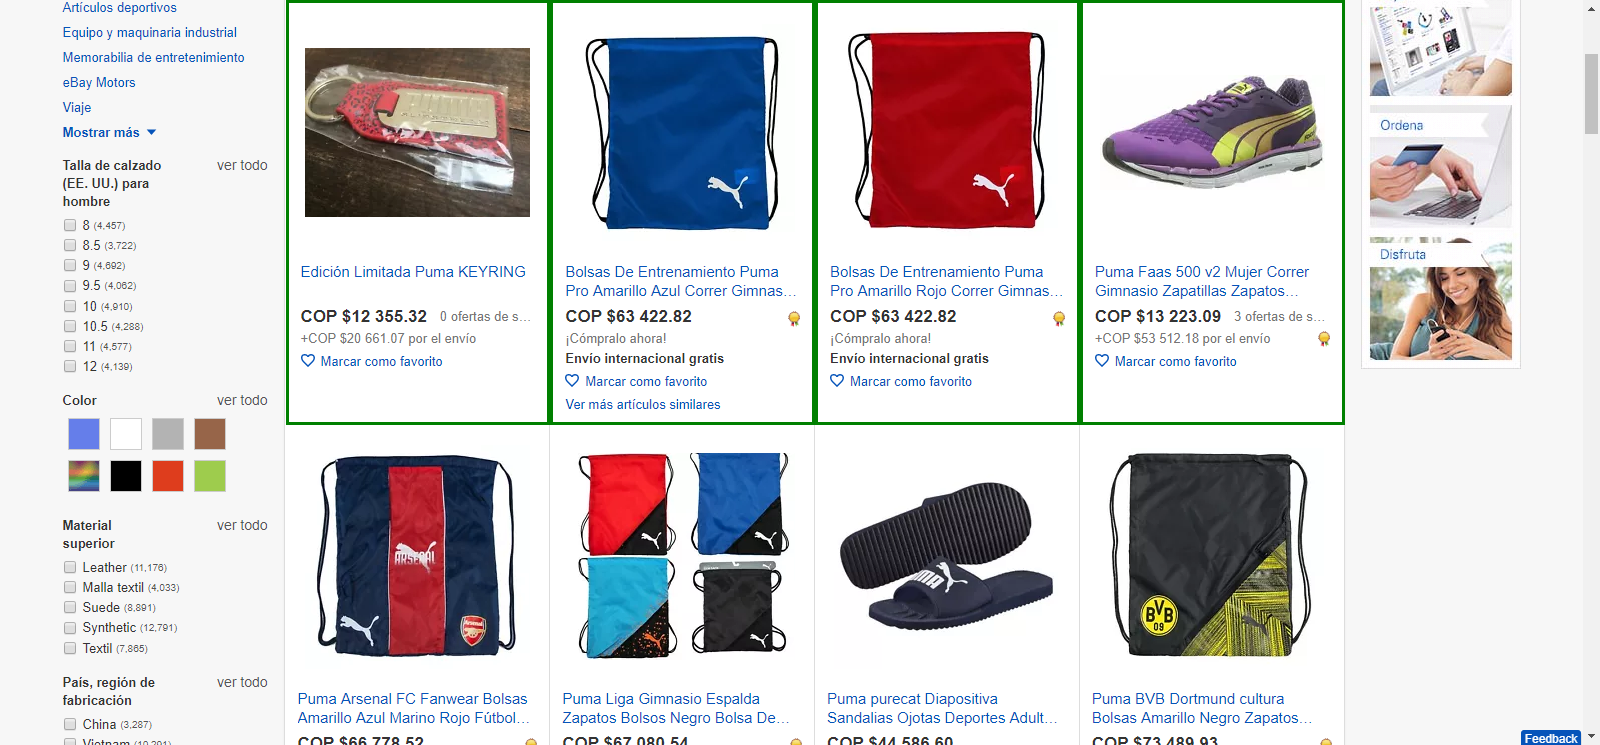 Artículos deportivos
Equipo y maquinaria industrial
Memorabilia de entretenimiento
eBay Motors
Viaje
Mostrar más
Talla de calzado (EE. UU.) para hombre
ver todo
8 (4,457)
8.5 (3,722)
9 (4,692)
9.5 (4,062)
10 (4,910)
10.5 (4,288)
11 (4,577)
12 (4,139)
Color
ver todo
Material superior
ver todo
Leather (11,176)
Malla textil (4,033)
Suede (8,891)
Synthetic (12,791)
Textil (7,865)
País, región de fabricación
ver todo
China (3,287)
Vietnam (10,291)
Edición Limitada Puma KEYRING
COP $12 355.32
0 ofertas de s...
+COP $20 661.07 por el envío
Marcar como favorito
Bolsas De Entrenamiento Puma
Pro Amarillo Azul Correr Gimnas...
COP $63 422.82
¡Cómpralo ahora!
Envío internacional gratis
Marcar como favorito
Ver más artículos similares
Bolsas De Entrenamiento Puma
Pro Amarillo Rojo Correr Gimnas...
COP $63 422.82
¡Cómpralo ahora!
Envío internacional gratis
Marcar como favorito
Puma Faas 500 v2 Mujer Correr
Gimnasio Zapatillas Zapatos...
COP $13 223.09
3 ofertas de s...
+COP $53 512.18 por el envío
Marcar como favorito
ARSENAL
Arsenal
Puma Arsenal FC Fanwear Bolsas
Amarillo Azul Marino Rojo Fútbol...
COP $66 778.52
Puma Liga Gimnasio Espalda
Zapatos Bolsos Negro Bolsa De...
COP $67 080.54
PUMA
Puma purecat Diapositiva
Sandalias Ojotas Deportes Adult...
COP $44 586.60
BVB
09
Puma BVB Dortmund cultura
Bolsas Amarillo Negro Zapatos...
COP $73 489.93
Ordena
Disfruta
Feedback